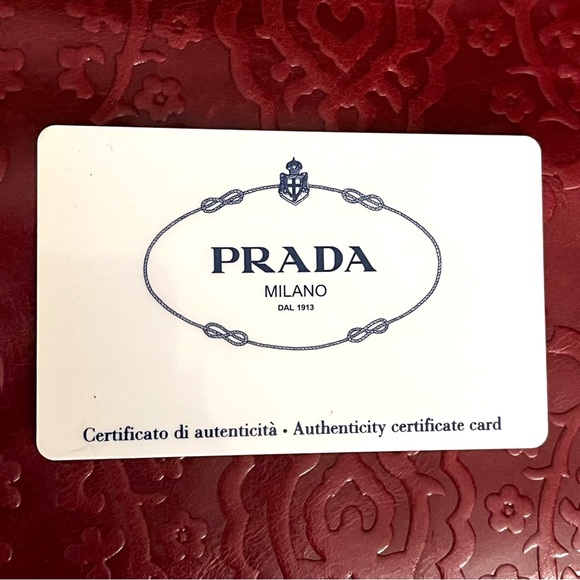 PRADA
MILANO
DAL 1913
Certificato di autenticità • Authenticity certificate card